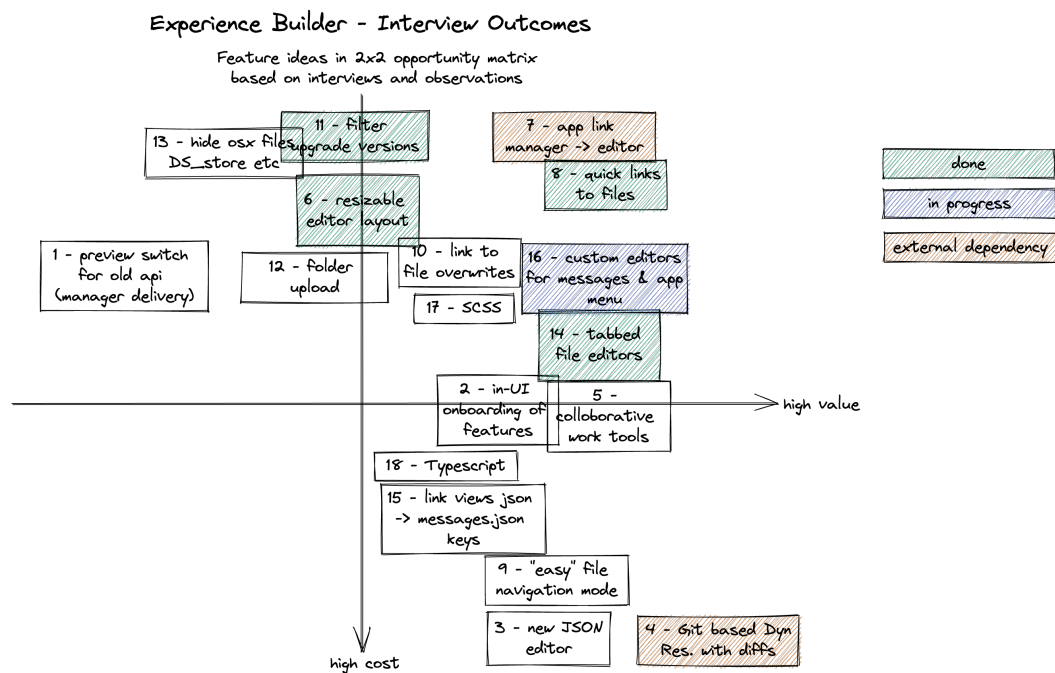 Experience Builder - Interview Outcomes
Feature ideas in 2x2 opportunity matrix
based on interviews and observations
13 - hide osx files
DS_store etc
11 - filter
upgrade versions
7 - app link
manager -> editor
8 - quick links
to files
done
in progress
external dependency
6 - resizable
editor layout
1 - preview switch
for old api
(manager delivery)
12 - folder
upload
10 - link to
file overwrites
16 - custom editors
for messages & app
menu
17 - SCSS
14 - tabbed
file editors
2 - in-UI
onboarding of
features
5 -
colloborative
work tools
high value
18 - Typescript
15 - link views json
-> messages.json
keys
9 - "easy" file
navigation mode
3 - new JSON
editor
4 - Git based Dyn
Res. with diffs
high cost